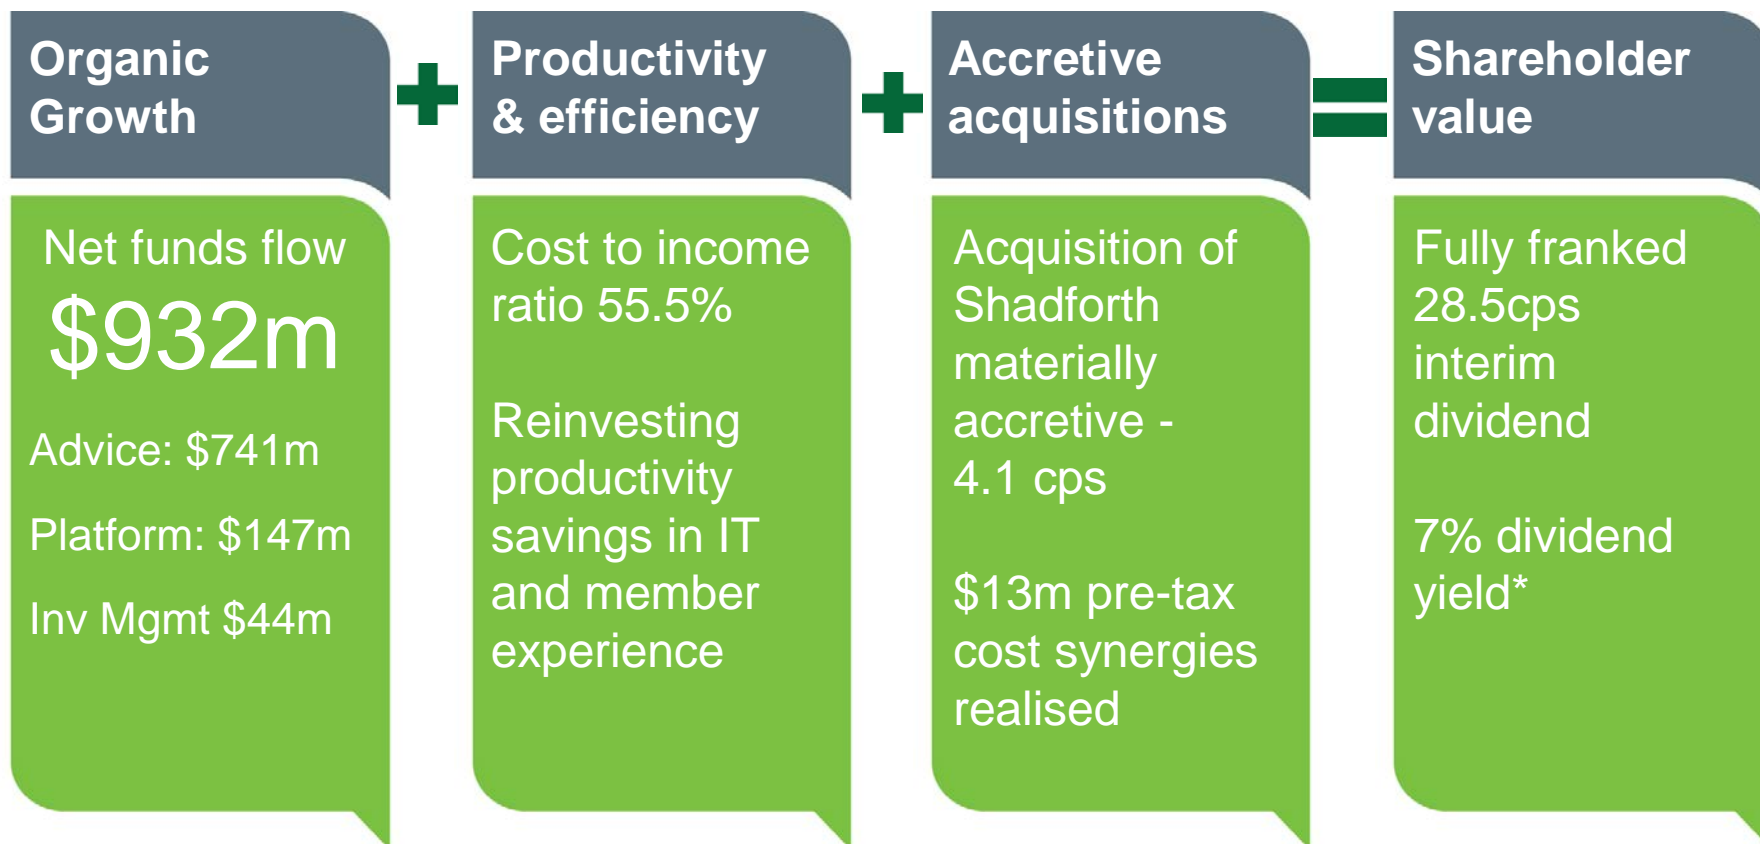 Organic
Growth
Net funds flow
$932m
Advice: $741m
Platform: $147m
Inv Mgmt $44m
Productivity
& efficiency
Cost to income
ratio 55.5%
Reinvesting
productivity
savings in IT
and member
experience
Accretive
acquisitions
Acquisition of
Shadforth
materially
accretive -
4.1 cps
$13m pre-tax
cost synergies
realised
Shareholder
value
Fully franked
28.5cps
interim
dividend
7% dividend
yield*